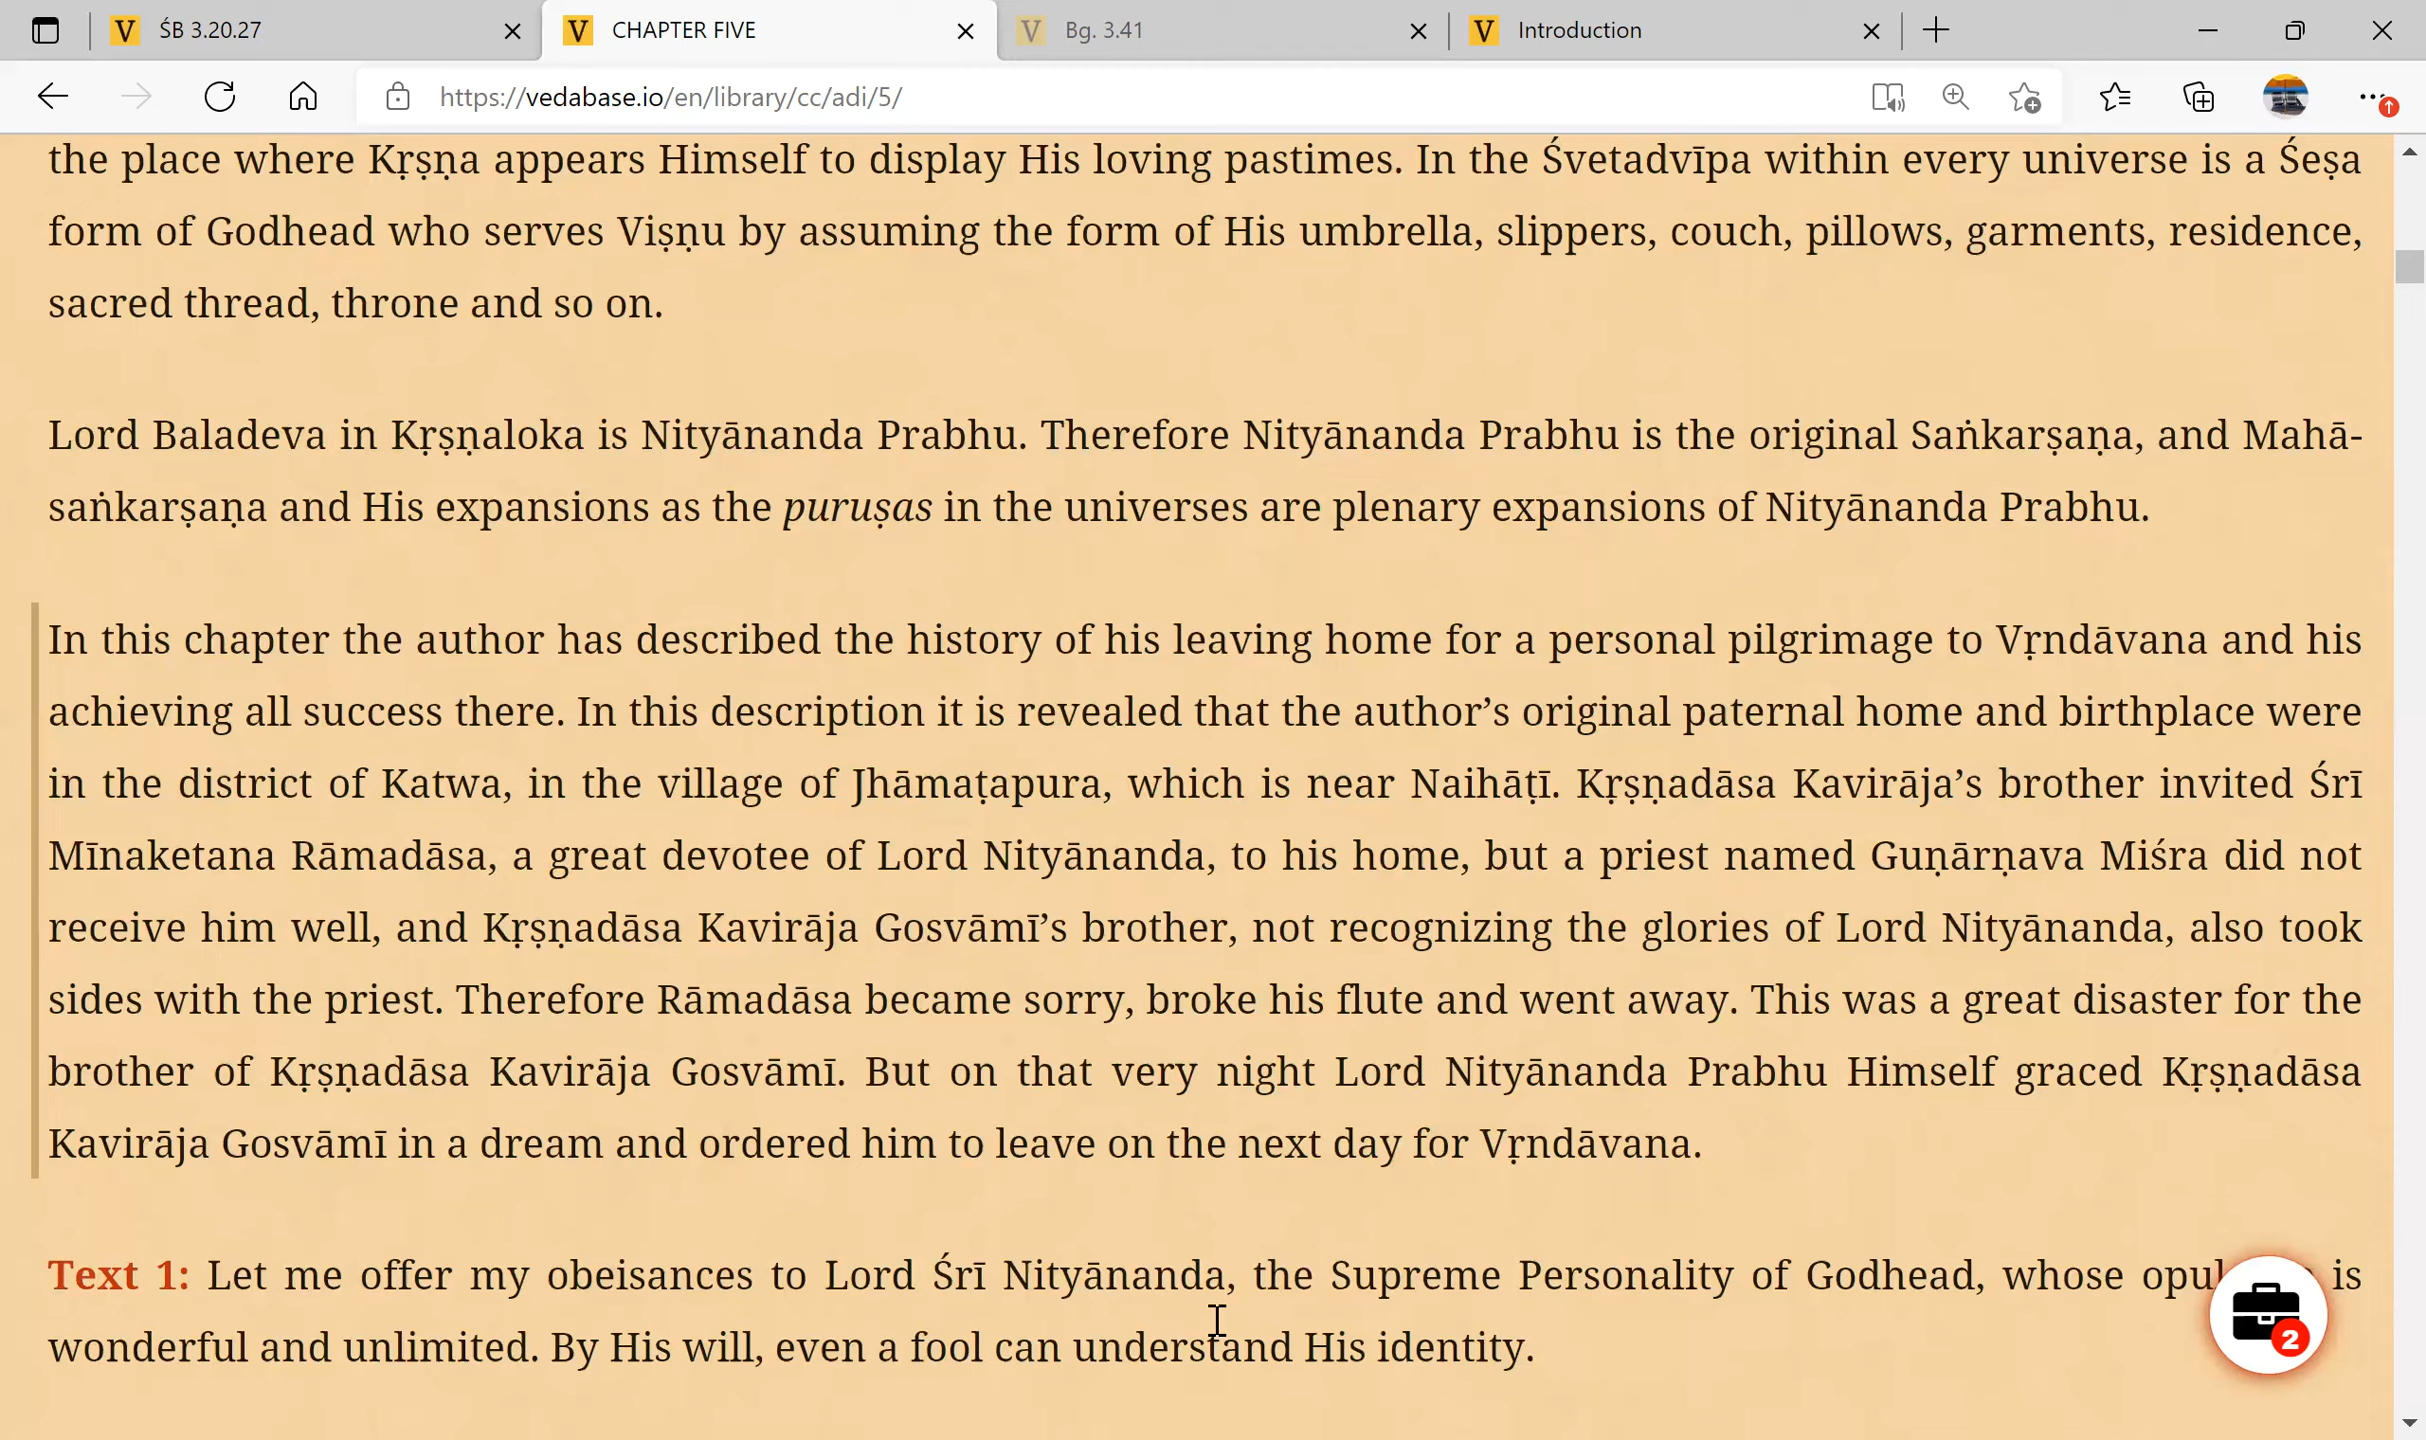 ŚB 3.20.27
CHAPTER FIVE
Bg. 3.41
Introduction
https://vedabase.io/en/library/cc/adi/5/
the place where Kṛṣṇa appears Himself to display His loving pastimes. In the Śvetadvīpa within every universe is a Śeṣa
form of Godhead who serves Viṣṇu by assuming the form of His umbrella, slippers, couch, pillows, garments, residence,
sacred thread, throne and so on.
Lord Baladeva in Kṛṣṇaloka is Nityānanda Prabhu. Therefore Nityānanda Prabhu is the original Saṅkarṣaṇa, and Mahā-
saṅkarṣaṇa and His expansions as the puruṣas in the universes are plenary expansions of Nityānanda Prabhu.
In this chapter the author has described the history of his leaving home for a personal pilgrimage to Vṛndāvana and his
achieving all success there. In this description it is revealed that the author’s original paternal home and birthplace were
in the district of Katwa, in the village of Jhāmaṭapura, which is near Naihāṭī. Kṛṣṇadāsa Kavirāja’s brother invited Śrī
Mīnaketana Rāmadāsa, a great devotee of Lord Nityānanda, to his home, but a priest named Guṇārṇava Miśra did not
receive him well, and Kṛṣṇadāsa Kavirāja Gosvāmī’s brother, not recognizing the glories of Lord Nityānanda, also took
sides with the priest. Therefore Rāmadāsa became sorry, broke his flute and went away. This was a great disaster for the
brother of Kṛṣṇadāsa Kavirāja Gosvāmī. But on that very night Lord Nityānanda Prabhu Himself graced Kṛṣṇadāsa
Kavirāja Gosvāmī in a dream and ordered him to leave on the next day for Vṛndāvana.
Text 1: Let me offer my obeisances to Lord Śrī Nityānanda, the Supreme Personality of Godhead, whose is
wonderful and unlimited. By His will, even a fool can understand His identity.
2